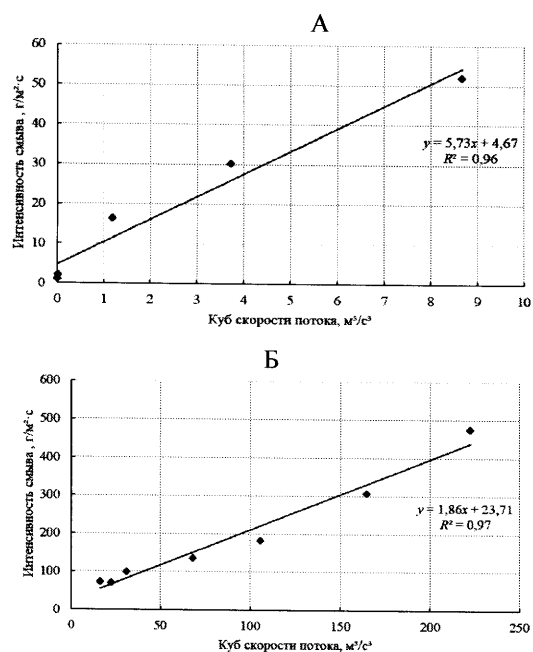 А
60
50
40
30
20
10
0
Интенсивность смыва , г/м²·с
y = 5,73x + 4,67
R² = 0,96
0 1 2 3 4 5 6 7 8 9 10
Куб скорости потока, м³/с³
Б
600
500
400
300
200
100
0
Интенсивность смыва , г/м²·с
y = 1,86x + 23,71
R² = 0,97
0 50 100 150 200 250
Куб скорости потока, м³/с³